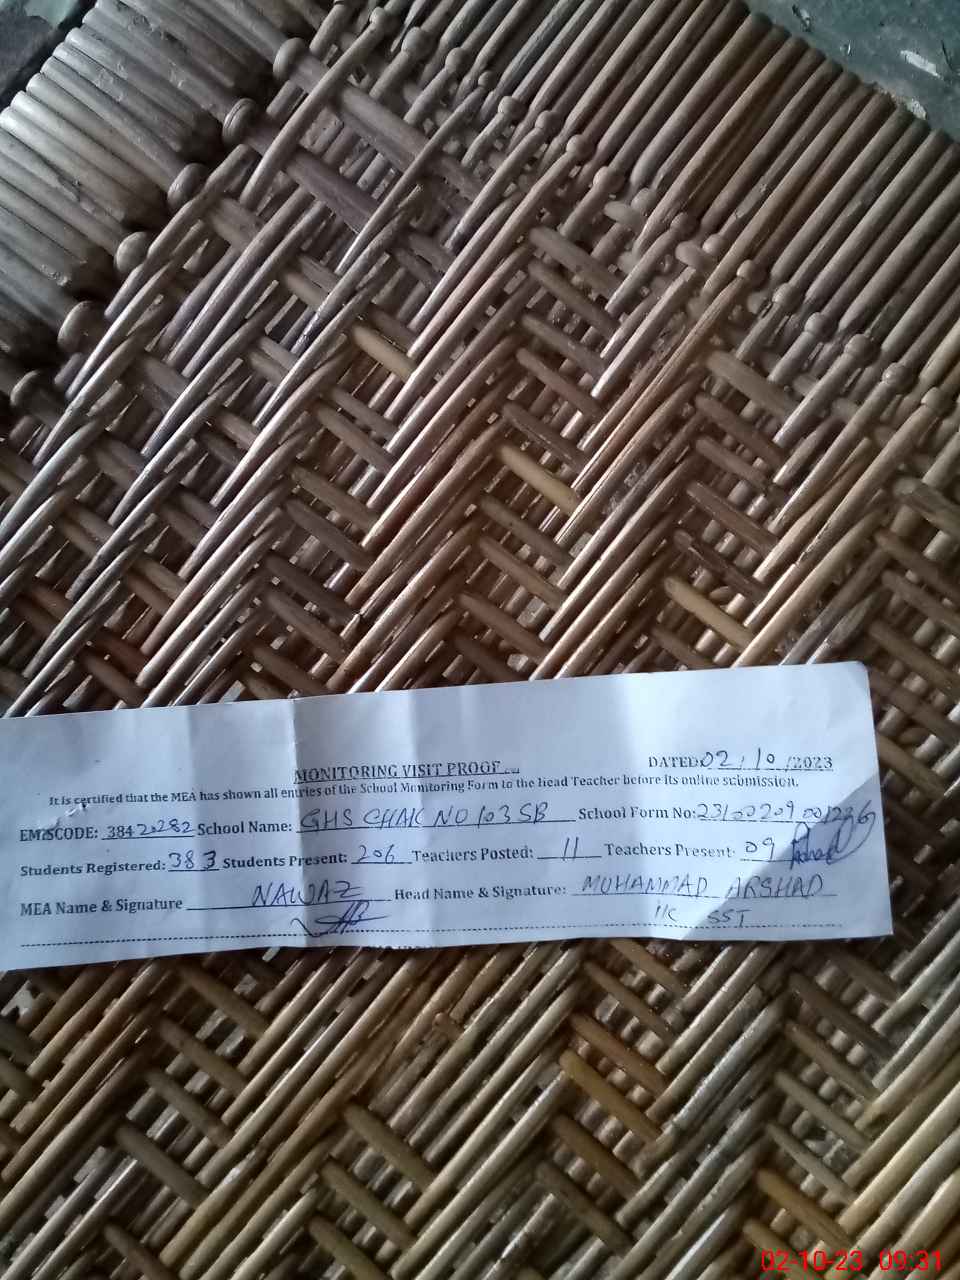 MONITORING VISIT PROOF
DATED: 02/10/2023
It is certified that the MEA has shown all entries of the School Monitoring Form to the Head Teacher before its online submission.
EMISCODE: 38420282 School Name: GHS CHAK NO 103 SB School Form No: 23100209001236
Students Registered: 383 Students Present: 206 Teachers Posted: 11 Teachers Present: 09
MEA Name & Signature NAWAZ Head Name & Signature: MUHAMMAD ARSHAD
I/C SST
02-10-23 09:31